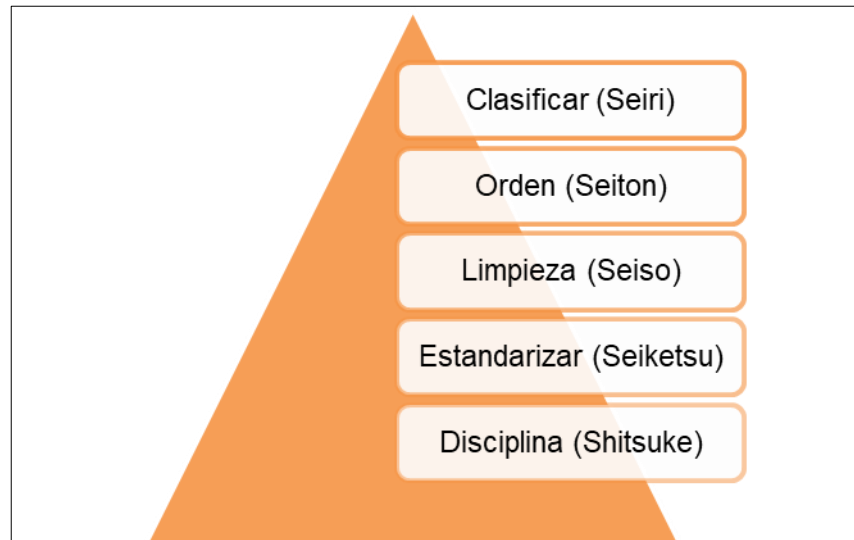 Clasificar (Seiri)
Orden (Seiton)
Limpieza (Seiso)
Estandarizar (Seiketsu)
Disciplina (Shitsuke)